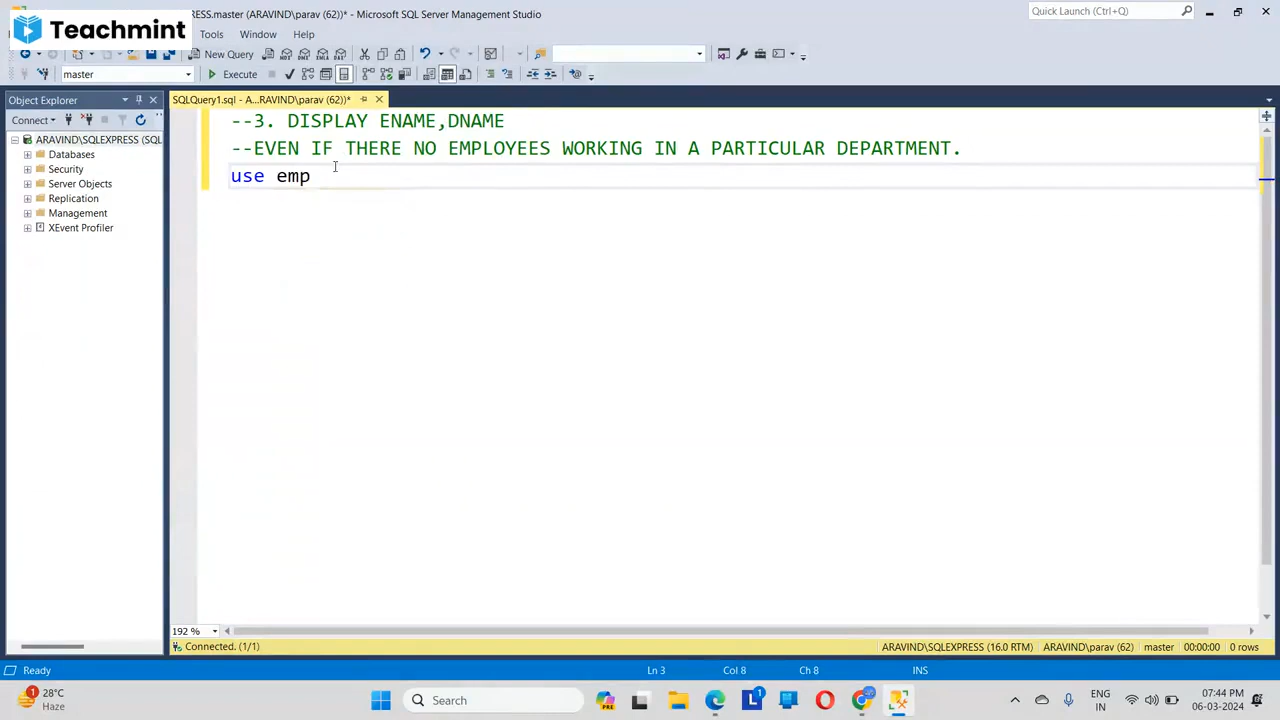 RESS.master (ARAVIND\parav (62))* - Microsoft SQL Server Management Studio
Quick Launch (Ctrl+Q)
Teachmint
Tools Window Help
New Query
master
Execute
Object Explorer
SQLQuery1.sql - A...RAVIND\parav (62))*
Connect
ARAVIND\SQLEXPRESS (SQL
Databases
Security
Server Objects
Replication
Management
XEvent Profiler
--3. DISPLAY ENAME,DNAME
--EVEN IF THERE NO EMPLOYEES WORKING IN A PARTICULAR DEPARTMENT.
use emp
192 %
Connected. (1/1)
ARAVIND\SQLEXPRESS (16.0 RTM) ARAVIND\parav (62) master 00:00:00 0 rows
Ready
Ln 3 Col 8 Ch 8 INS
1
28°C
Haze
Search
PRE
1
ENG
IN
07:44 PM
06-03-2024